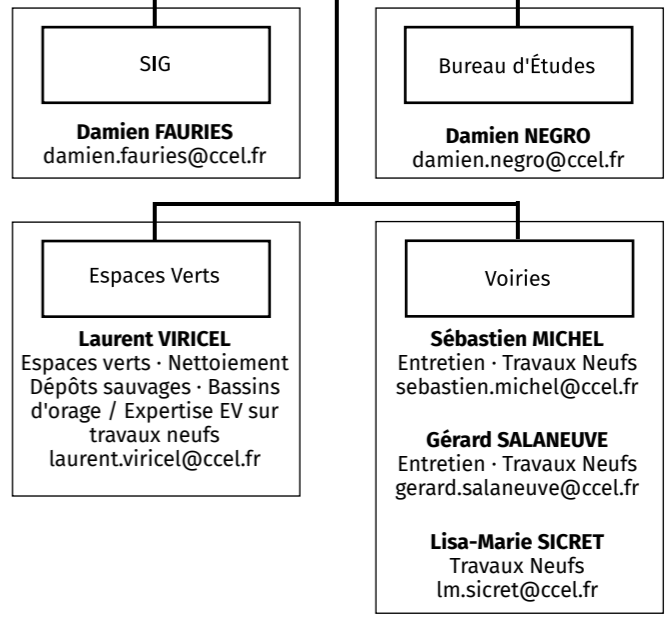 SIG
Damien FAURIES
damien.fauries@ccel.fr
Bureau d'Études
Damien NEGRO
damien.negro@ccel.fr
Espaces Verts
Laurent VIRICEL
Espaces verts · Nettoiement
Dépôts sauvages · Bassins
d'orage / Expertise EV sur
travaux neufs
laurent.viricel@ccel.fr
Voiries
Sébastien MICHEL
Entretien · Travaux Neufs
sebastien.michel@ccel.fr
Gérard SALANEUVE
Entretien · Travaux Neufs
gerard.salaneuve@ccel.fr
Lisa-Marie SICRET
Travaux Neufs
lm.sicret@ccel.fr